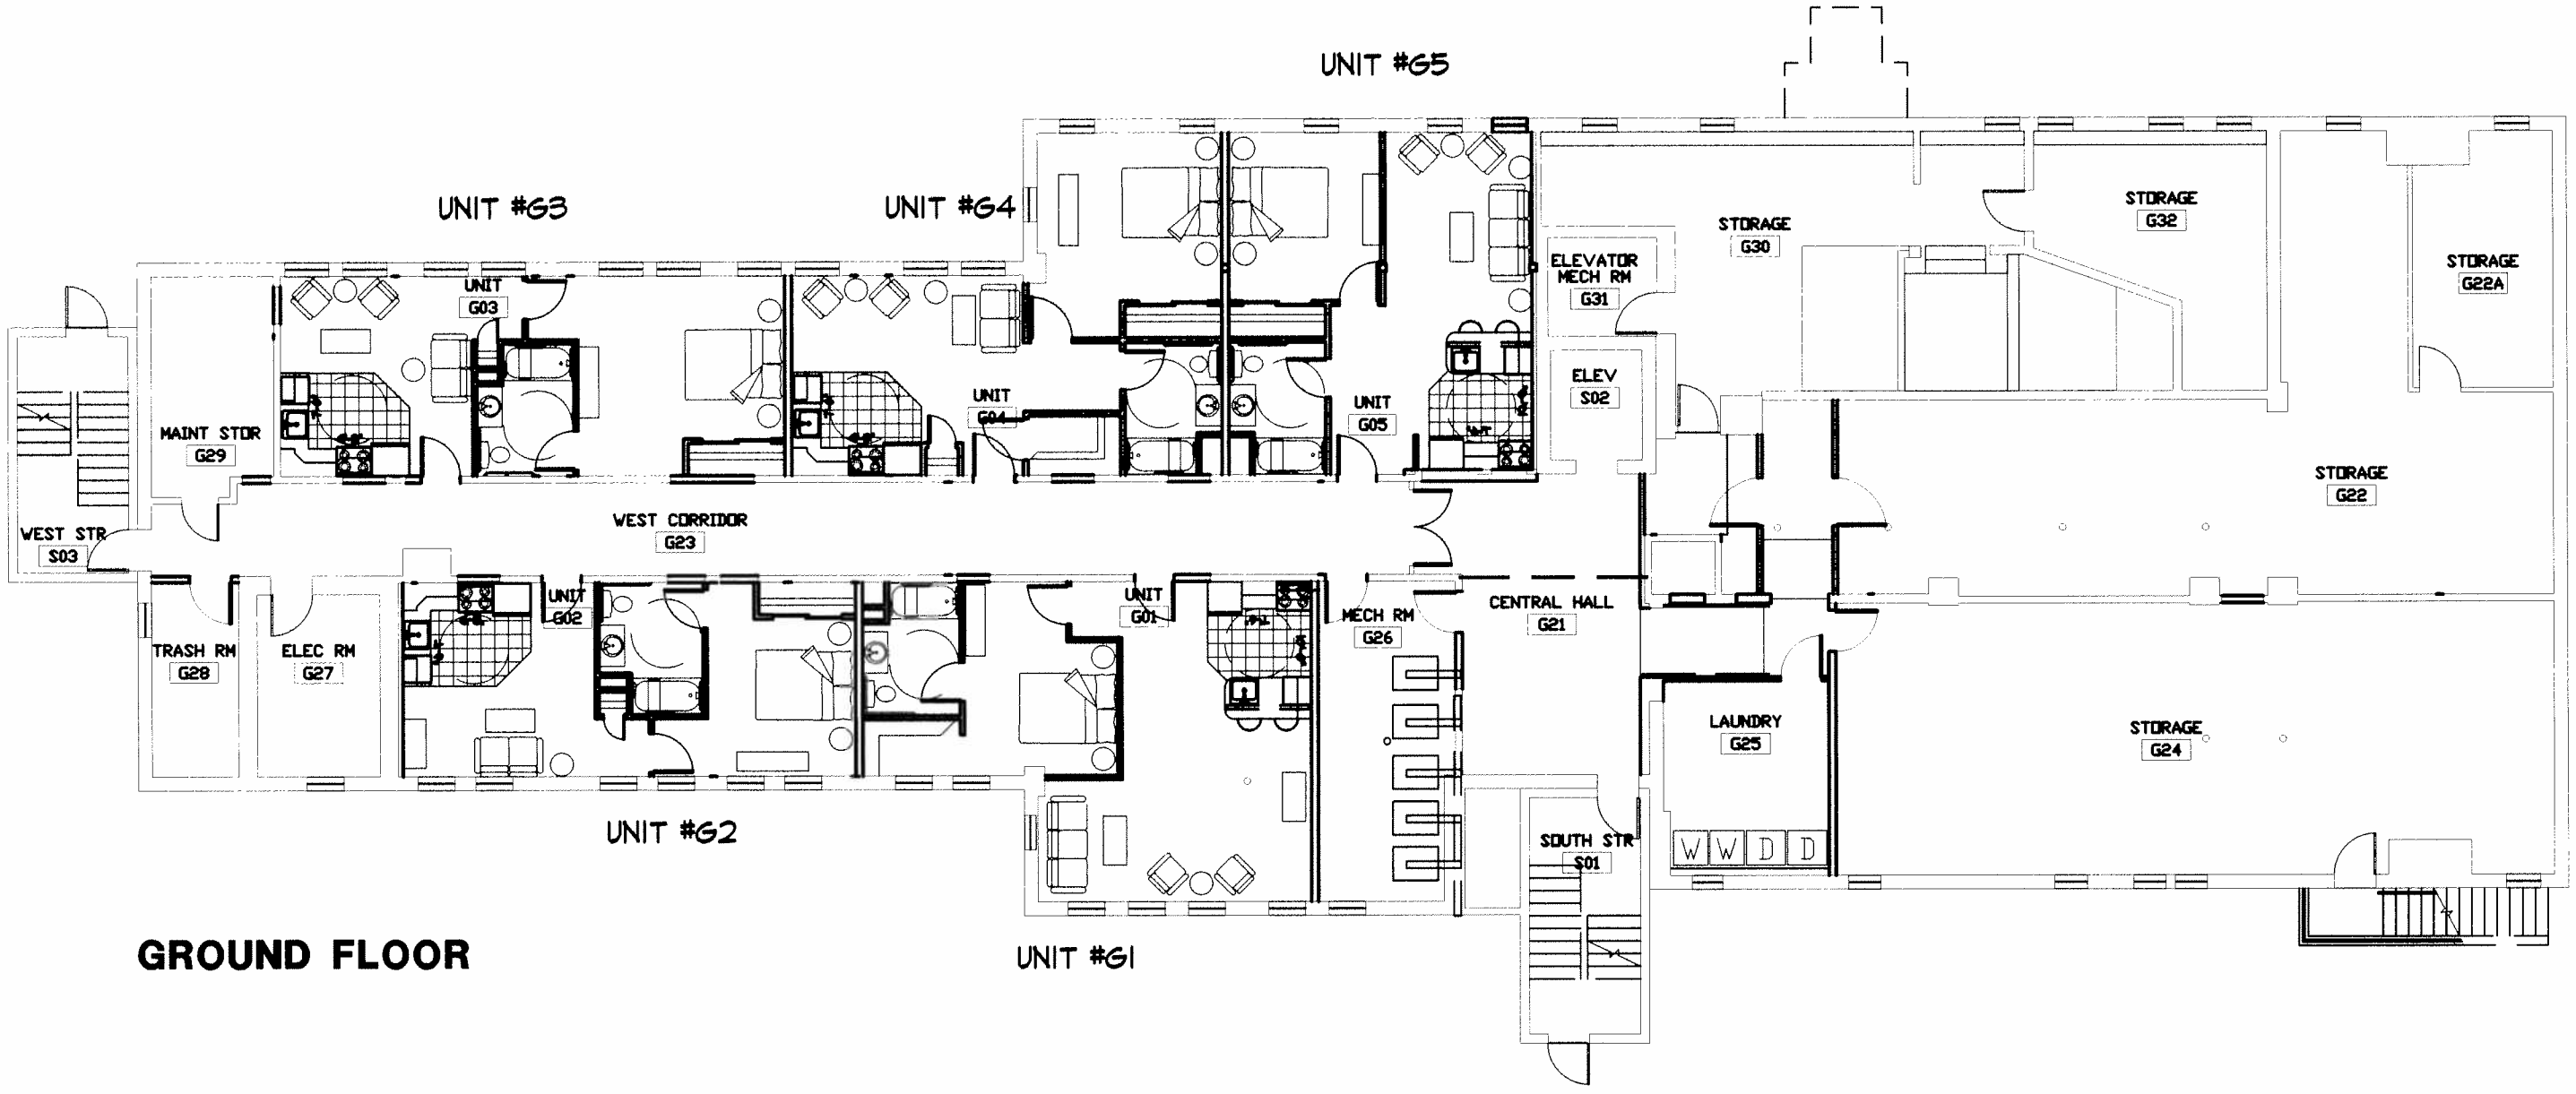 UNIT #G5
UNIT #G3
UNIT #G4
STORAGE
G32
STORAGE
G30
ELEVATOR
MECH RM
G31
STORAGE
G22A
UNIT
G03
ELEV
S02
UNIT
G04
UNIT
G05
MAINT STOR
G29
STORAGE
G22
WEST STR
S03
WEST CORRIDOR
G23
UNIT
G02
UNIT
G01
MECH RM
G26
CENTRAL HALL
G21
TRASH RM
G28
ELEC RM
G27
LAUNDRY
G25
STORAGE
G24
UNIT #G2
SOUTH STR
S01
W W D D
GROUND FLOOR
UNIT #G1